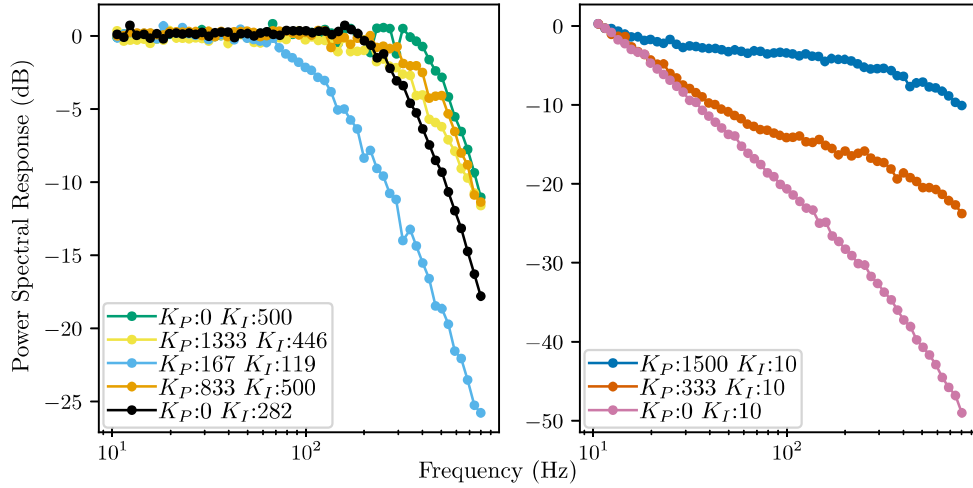 Power Spectral Response (dB)
0
−5
−10
−15
−20
−25
K_P:0 K_I:500
K_P:1333 K_I:446
K_P:167 K_I:119
K_P:833 K_I:500
K_P:0 K_I:282
10^1
10^2
0
−10
−20
−30
−40
−50
K_P:1500 K_I:10
K_P:333 K_I:10
K_P:0 K_I:10
10^1
10^2
Frequency (Hz)